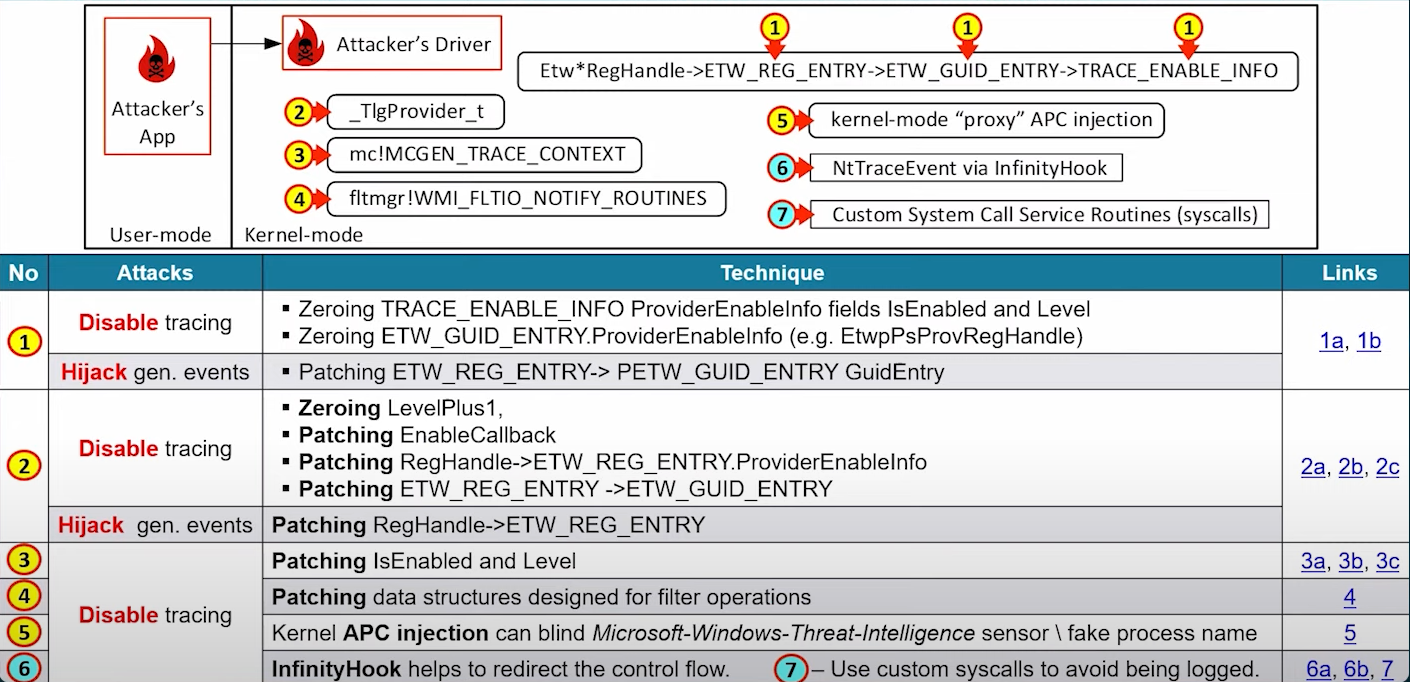 Attacker's
App
User-mode
Attacker's Driver
Kernel-mode
1 1 1
Etw*RegHandle->ETW_REG_ENTRY->ETW_GUID_ENTRY->TRACE_ENABLE_INFO
2 _TlgProvider_t
3 mc!MCGEN_TRACE_CONTEXT
4 fltmgr!WMI_FLTIO_NOTIFY_ROUTINES
5 kernel-mode “proxy” APC injection
6 NtTraceEvent via InfinityHook
7 Custom System Call Service Routines (syscalls)
No Attacks Technique Links
1 Disable tracing
▪ Zeroing TRACE_ENABLE_INFO ProviderEnableInfo fields IsEnabled and Level
▪ Zeroing ETW_GUID_ENTRY.ProviderEnableInfo (e.g. EtwpPsProvRegHandle)
1a, 1b
Hijack gen. events ▪ Patching ETW_REG_ENTRY-> PETW_GUID_ENTRY GuidEntry
2 Disable tracing
▪ Zeroing LevelPlus1,
▪ Patching EnableCallback
▪ Patching RegHandle->ETW_REG_ENTRY.ProviderEnableInfo
▪ Patching ETW_REG_ENTRY ->ETW_GUID_ENTRY
2a, 2b, 2c
Hijack gen. events Patching RegHandle->ETW_REG_ENTRY
3 Patching IsEnabled and Level 3a, 3b, 3c
Disable tracing
4 Patching data structures designed for filter operations 4
5 Kernel APC injection can blind Microsoft-Windows-Threat-Intelligence sensor \ fake process name 5
6 InfinityHook helps to redirect the control flow. 7 – Use custom syscalls to avoid being logged. 6a, 6b, 7